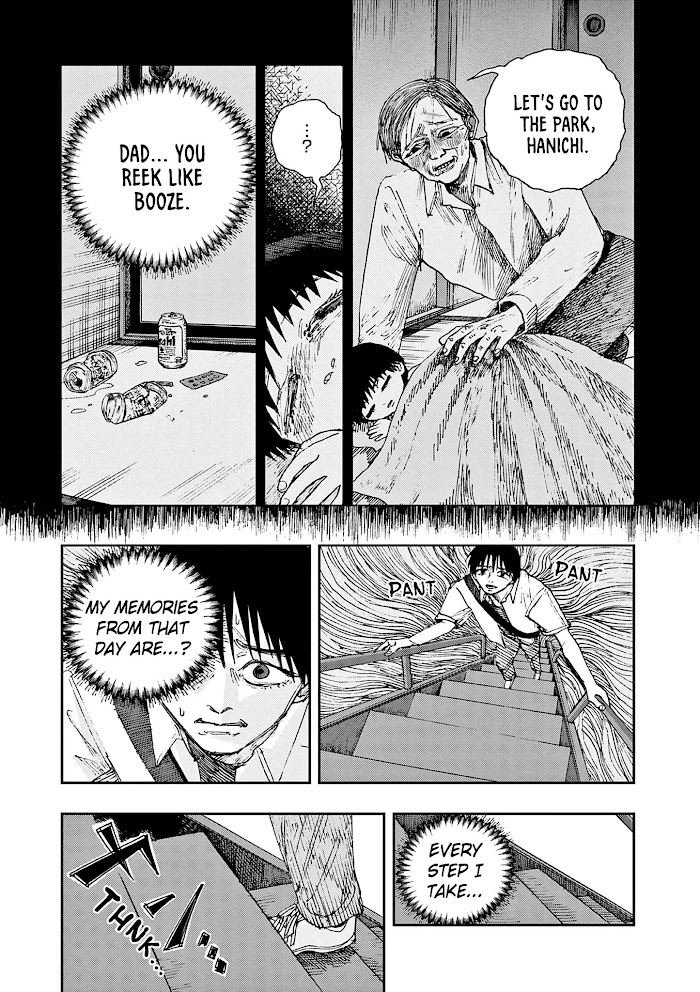 LET'S GO TO
THE PARK,
HANICHI.
...?
DAD... YOU
REEK LIKE
BOOZE.
PANT
PANT
MY MEMORIES
FROM THAT
DAY ARE...?
EVERY
STEP I
TAKE...
THNK...